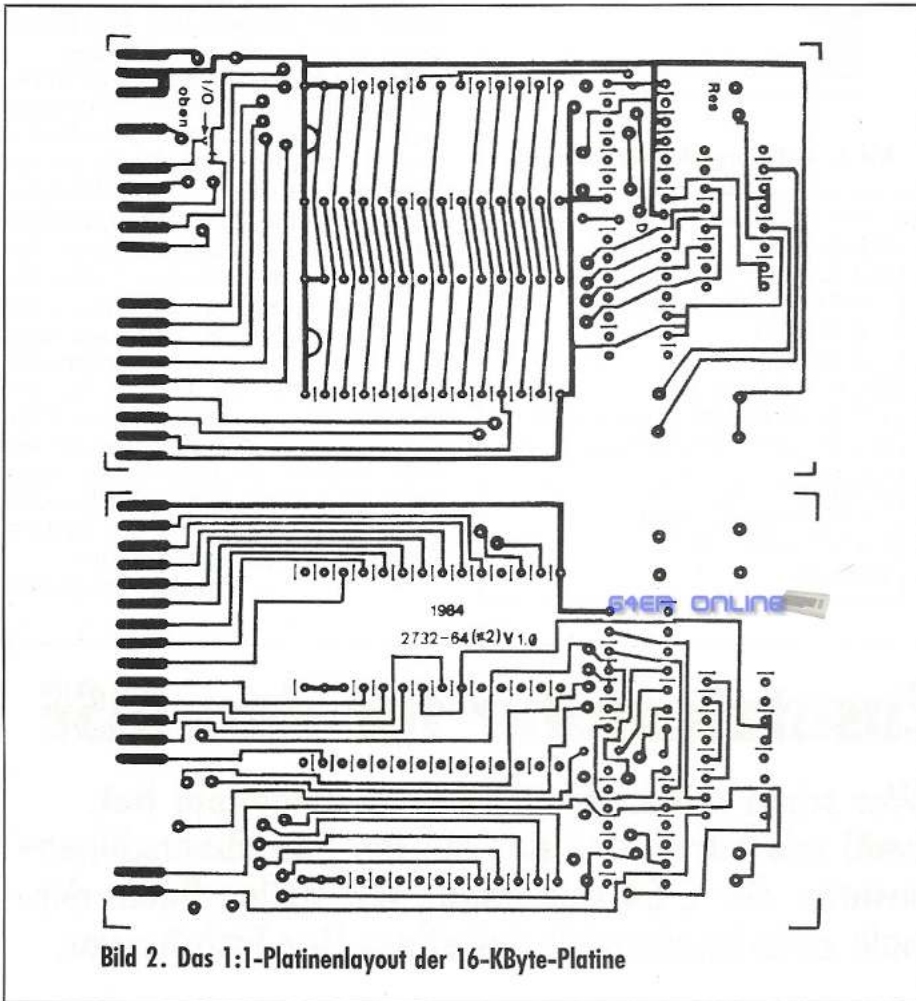 I/O
oben
Res
D
64ER ONLINE
1984
2732-64(*2) V 1.0
Bild 2. Das 1:1-Platinenlayout der 16-KByte-Platine